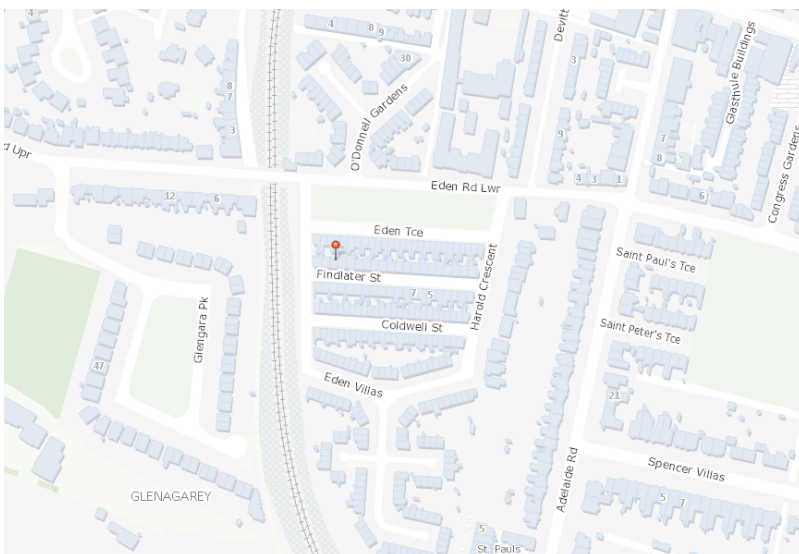 4
4
8
9
Devitt
30
3
Glasthule Buildings
8
7
3
O'Donnell Gardens
9
7
8
d Upr
Eden Rd Lwr
4
3
1
12
6
6
Congress Gardens
Eden Tce
Saint Paul's Tce
Findlater St
Harold Crescent
7
5
Glengara Pk
Coldwell St
Saint Peter's Tce
47
Eden Villas
21
Adelaide Rd
Spencer Villas
GLENAGAREY
5
7
5
St. Pauls